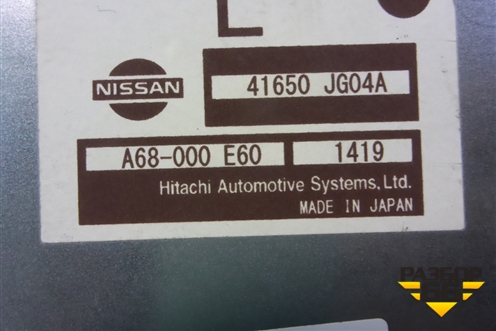 L
NISSAN
41650 JG04A
A68-000 E60
1419
Hitachi Automotive Systems, Ltd.
MADE IN JAPAN
РАЗБОР